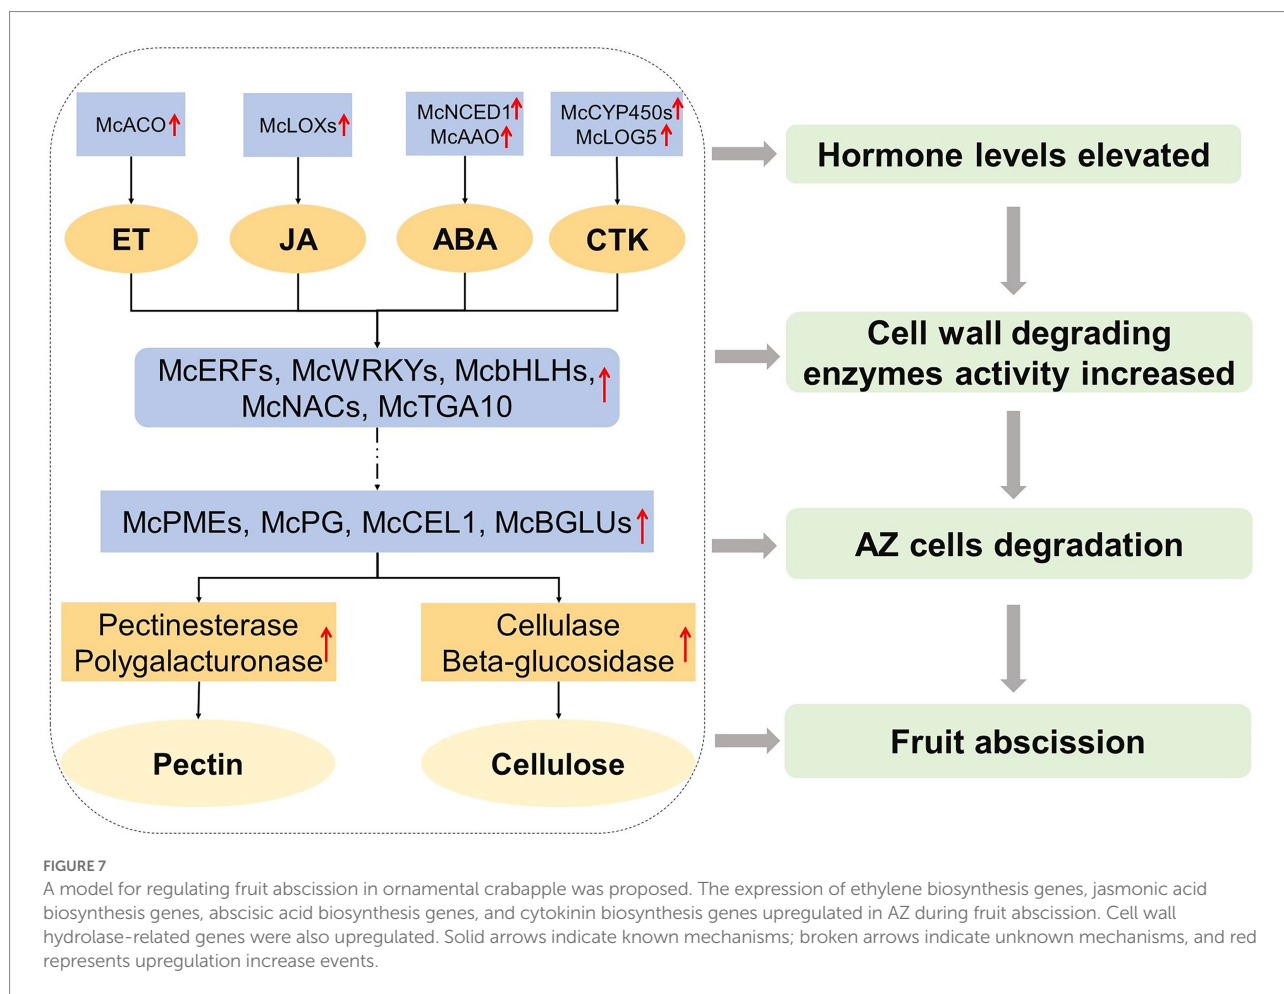 McACO
McLOXs
McNCED1
McAAO
McCYP450s
McLOG5
Hormone levels elevated
ET
JA
ABA
CTK
McERFs, McWRKYs, McbHLHs,
McNACs, McTGA10
Cell wall degrading
enzymes activity increased
McPMEs, McPG, McCEL1, McBGLUs
AZ cells degradation
Pectinesterase
Polygalacturonase
Cellulase
Beta-glucosidase
Pectin
Cellulose
Fruit abscission
FIGURE 7
A model for regulating fruit abscission in ornamental crabapple was proposed. The expression of ethylene biosynthesis genes, jasmonic acid
biosynthesis genes, abscisic acid biosynthesis genes, and cytokinin biosynthesis genes upregulated in AZ during fruit abscission. Cell wall
hydrolase-related genes were also upregulated. Solid arrows indicate known mechanisms; broken arrows indicate unknown mechanisms, and red
represents upregulation increase events.